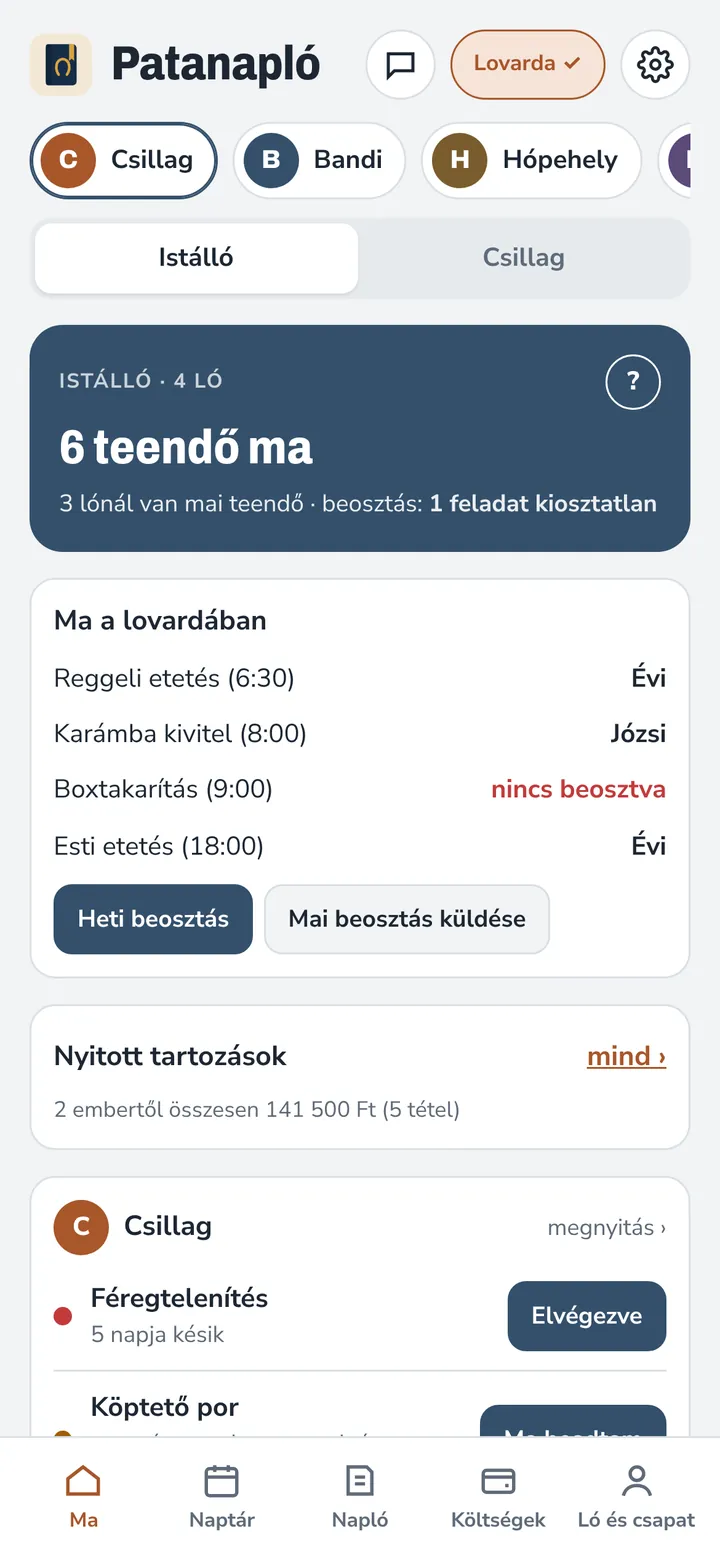 Patanapló
Lovarda ✓
C Csillag
B Bandi
H Hópehely
Istálló
Csillag
ISTÁLLÓ · 4 LÓ
?
6 teendő ma
3 lónál van mai teendő · beosztás: 1 feladat kiosztatlan
Ma a lovardában
Reggeli etetés (6:30) Évi
Karámba kivitel (8:00) Józsi
Boxtakarítás (9:00) nincs beosztva
Esti etetés (18:00) Évi
Heti beosztás
Mai beosztás küldése
Nyitott tartozások mind ›
2 embertől összesen 141 500 Ft (5 tétel)
C Csillag megnyitás ›
Féregtelenítés
5 napja késik
Elvégezve
Köptető por
Ma
Naptár
Napló
Költségek
Ló és csapat